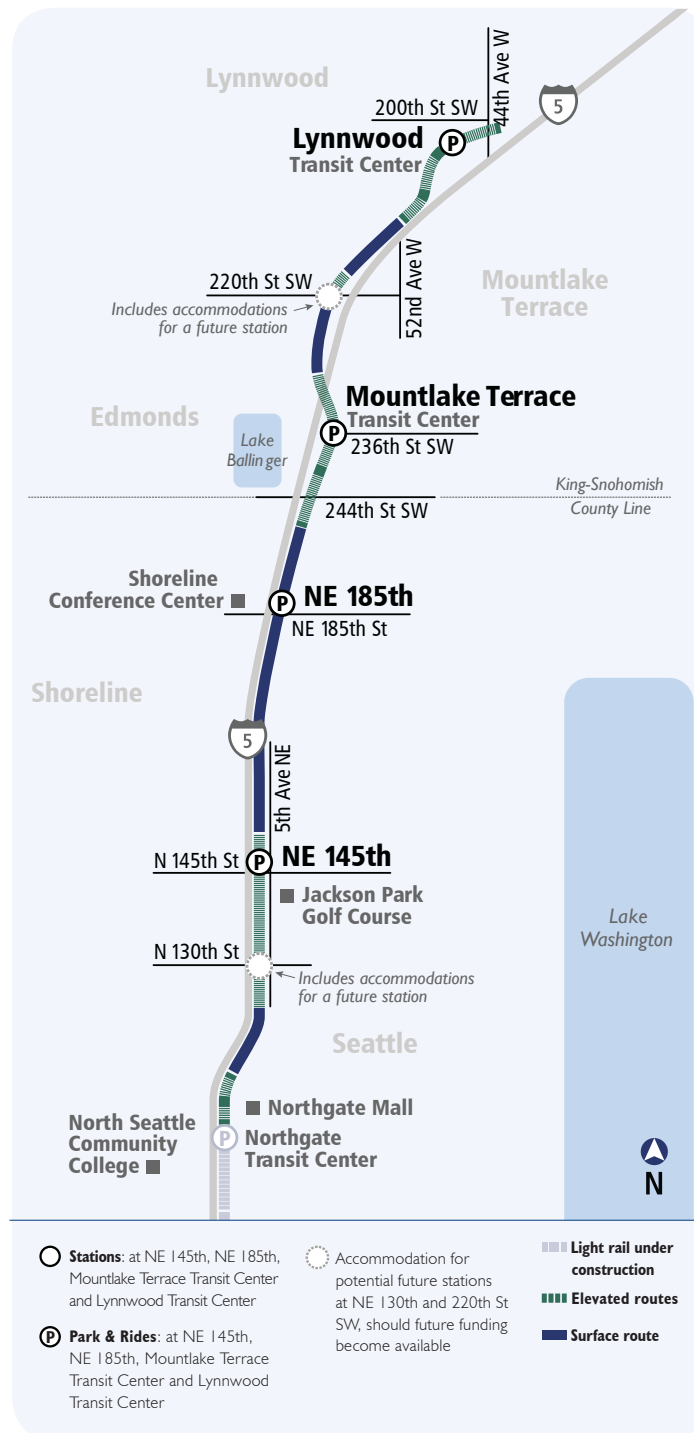 Lynnwood
44th Ave W
200th St SW
5
Lynnwood
Transit Center
P
52nd Ave W
220th St SW
Includes accommodations
for a future station
Mountlake
Terrace
Edmonds
Mountlake Terrace
Transit Center
P
236th St SW
Lake
Ballinger
King-Snohomish
County Line
244th St SW
Shoreline
Conference Center
P
NE 185th
NE 185th St
Shoreline
5
5th Ave NE
N 145th St
P
NE 145th
Jackson Park
Golf Course
Lake
Washington
N 130th St
Includes accommodations
for a future station
Seattle
Northgate Mall
North Seattle
Community
College
P
Northgate
Transit Center
N
Stations: at NE 145th, NE 185th,
Mountlake Terrace Transit Center
and Lynnwood Transit Center
P
Park & Rides: at NE 145th,
NE 185th, Mountlake Terrace
Transit Center and Lynnwood
Transit Center
Accommodation for
potential future stations
at NE 130th and 220th St
SW, should future funding
become available
Light rail under
construction
Elevated routes
Surface route